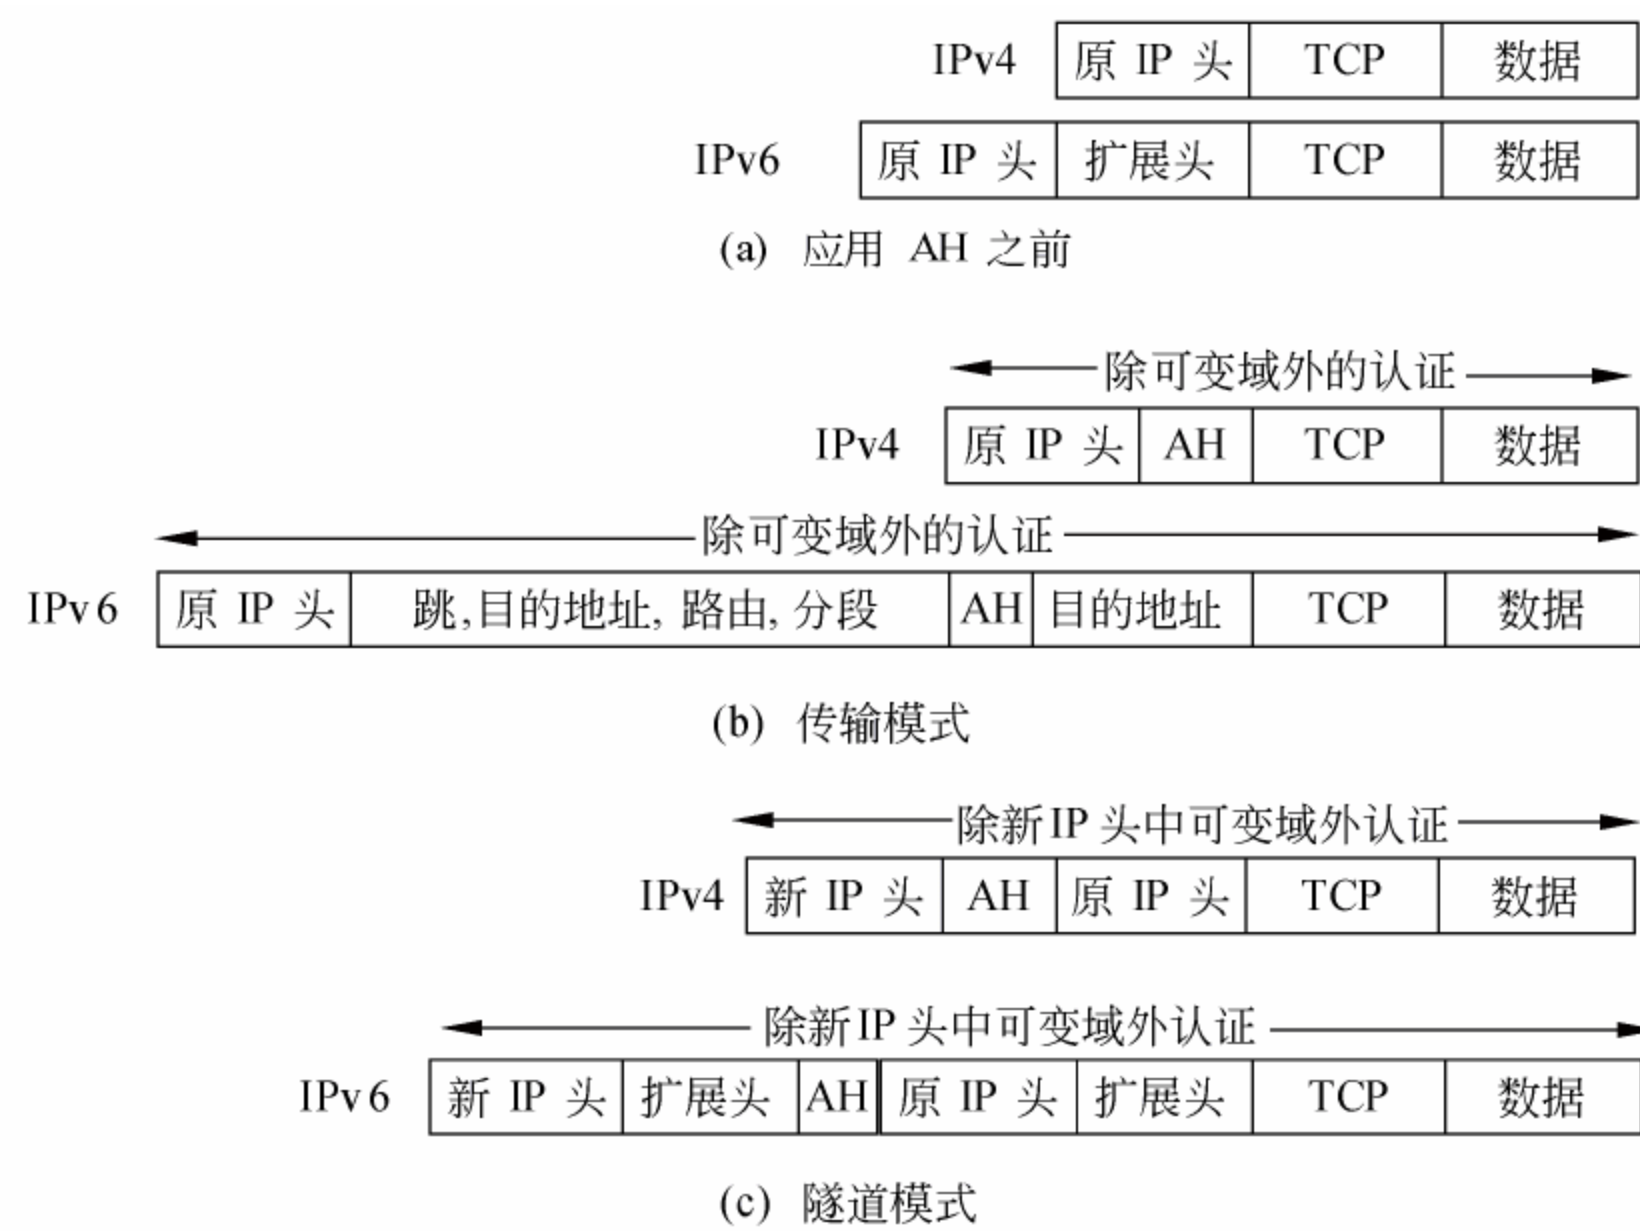 IPv4 原 IP 头 TCP 数据
IPv6 原 IP 头 扩展头 TCP 数据
(a) 应用 AH 之前
除可变域外的认证
IPv4 原 IP 头 AH TCP 数据
除可变域外的认证
IPv6 原 IP 头 跳,目的地址, 路由, 分段 AH 目的地址 TCP 数据
(b) 传输模式
除新IP 头中可变域外认证
IPv4 新 IP 头 AH 原 IP 头 TCP 数据
除新IP 头中可变域外认证
IPv6 新 IP 头 扩展头 AH 原 IP 头 扩展头 TCP 数据
(c) 隧道模式